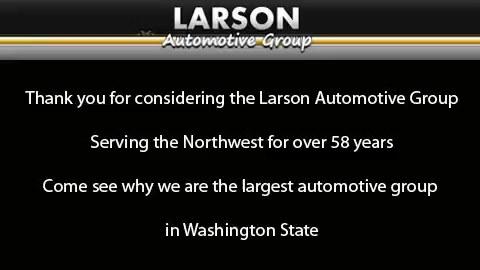 LARSON
Automotive Group
Thank you for considering the Larson Automotive Group
Serving the Northwest for over 58 years
Come see why we are the largest automotive group
in Washington State